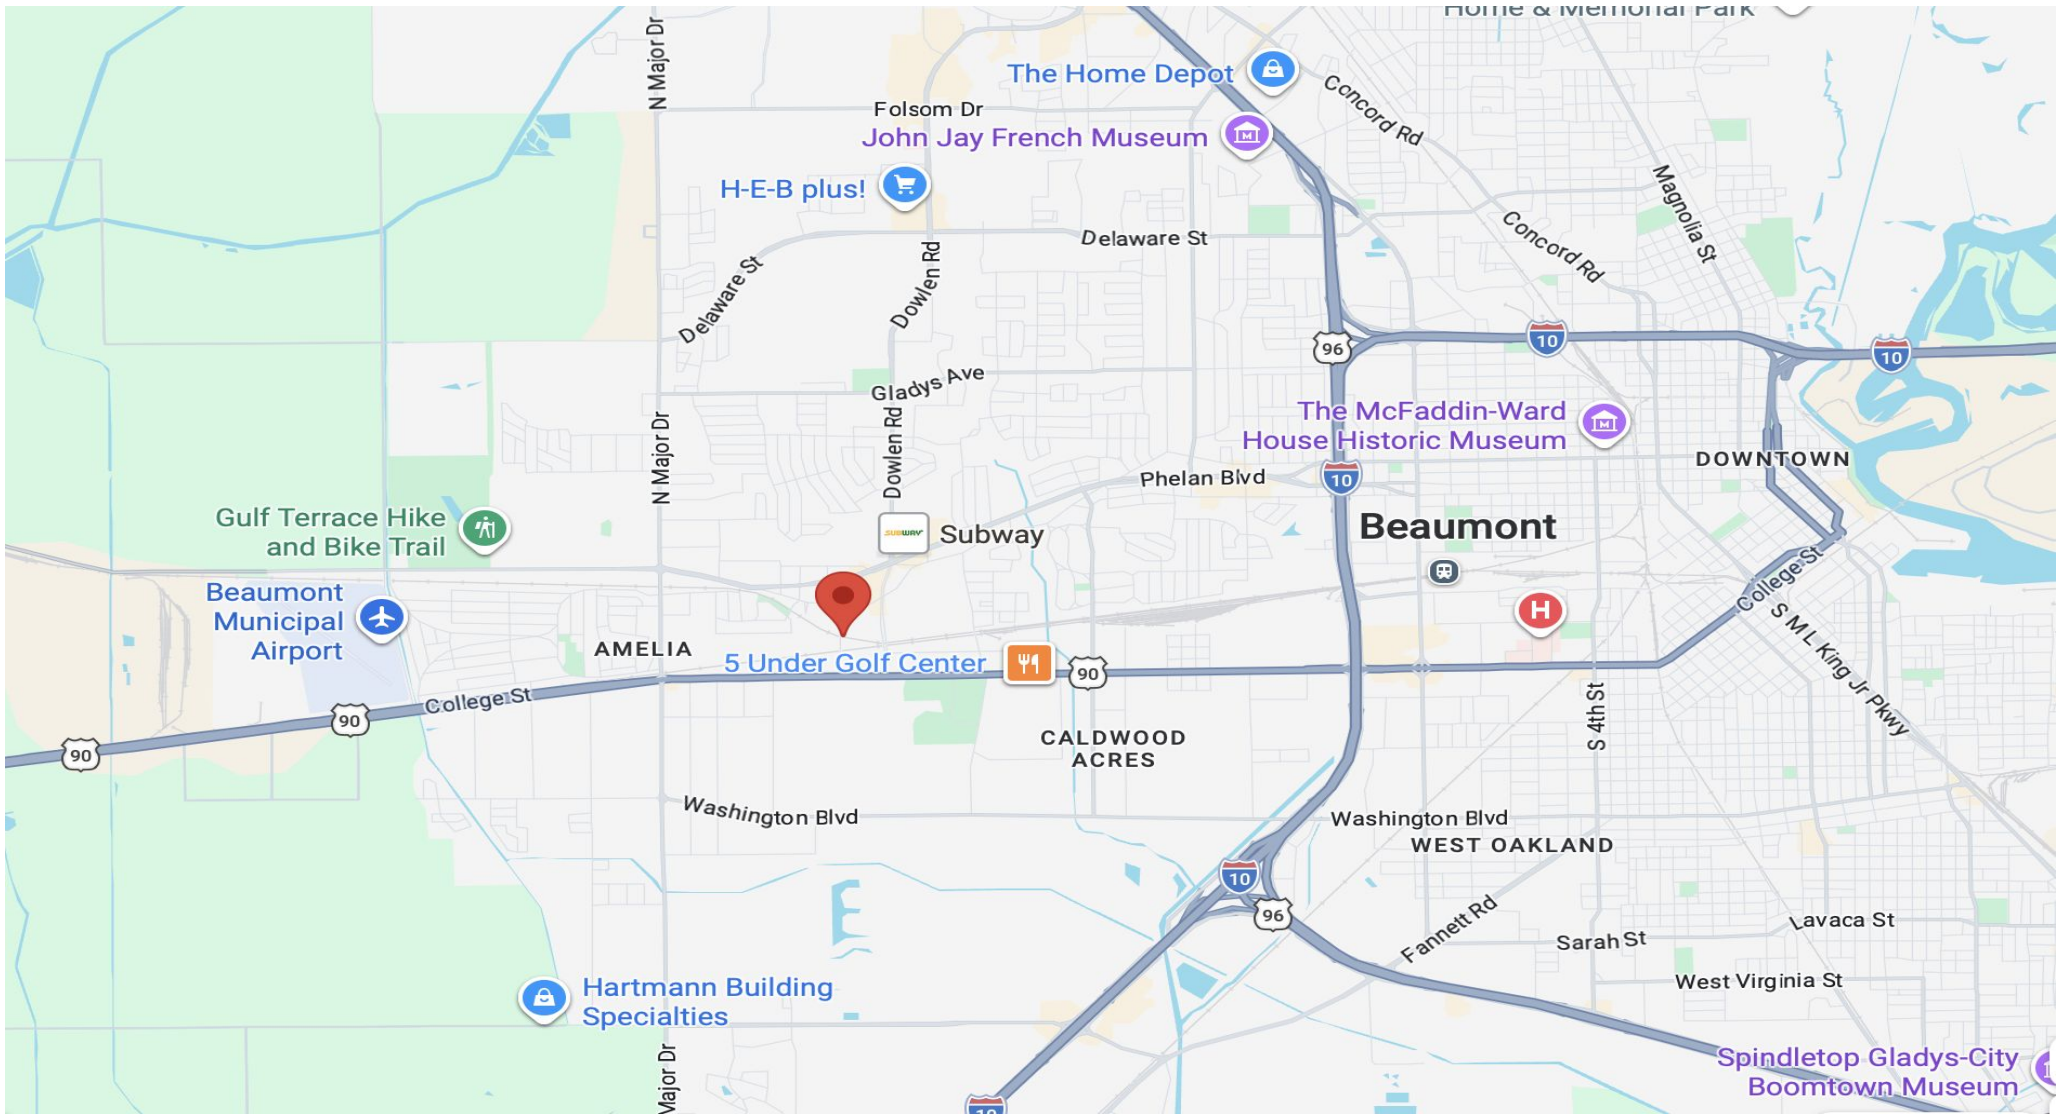 Home & Memorial Park
N Major Dr
The Home Depot
Concord Rd
Folsom Dr
John Jay French Museum
H-E-B plus!
Magnolia St
Delaware St
Concord Rd
Delaware St
Dowlen Rd
96
10
10
Gladys Ave
The McFaddin-Ward
House Historic Museum
N Major Dr
Dowlen Rd
DOWNTOWN
Phelan Blvd
10
Gulf Terrace Hike
and Bike Trail
SUBWAY
Subway
Beaumont
Beaumont
Municipal
Airport
H
College St
S M L King Jr Pkwy
AMELIA
5 Under Golf Center
90
College St
90
90
S 4th St
CALDWOOD
ACRES
Washington Blvd
Washington Blvd
WEST OAKLAND
10
96
Fannett Rd
Lavaca St
Sarah St
West Virginia St
Hartmann Building
Specialties
Major Dr
Spindletop Gladys-City
Boomtown Museum
10